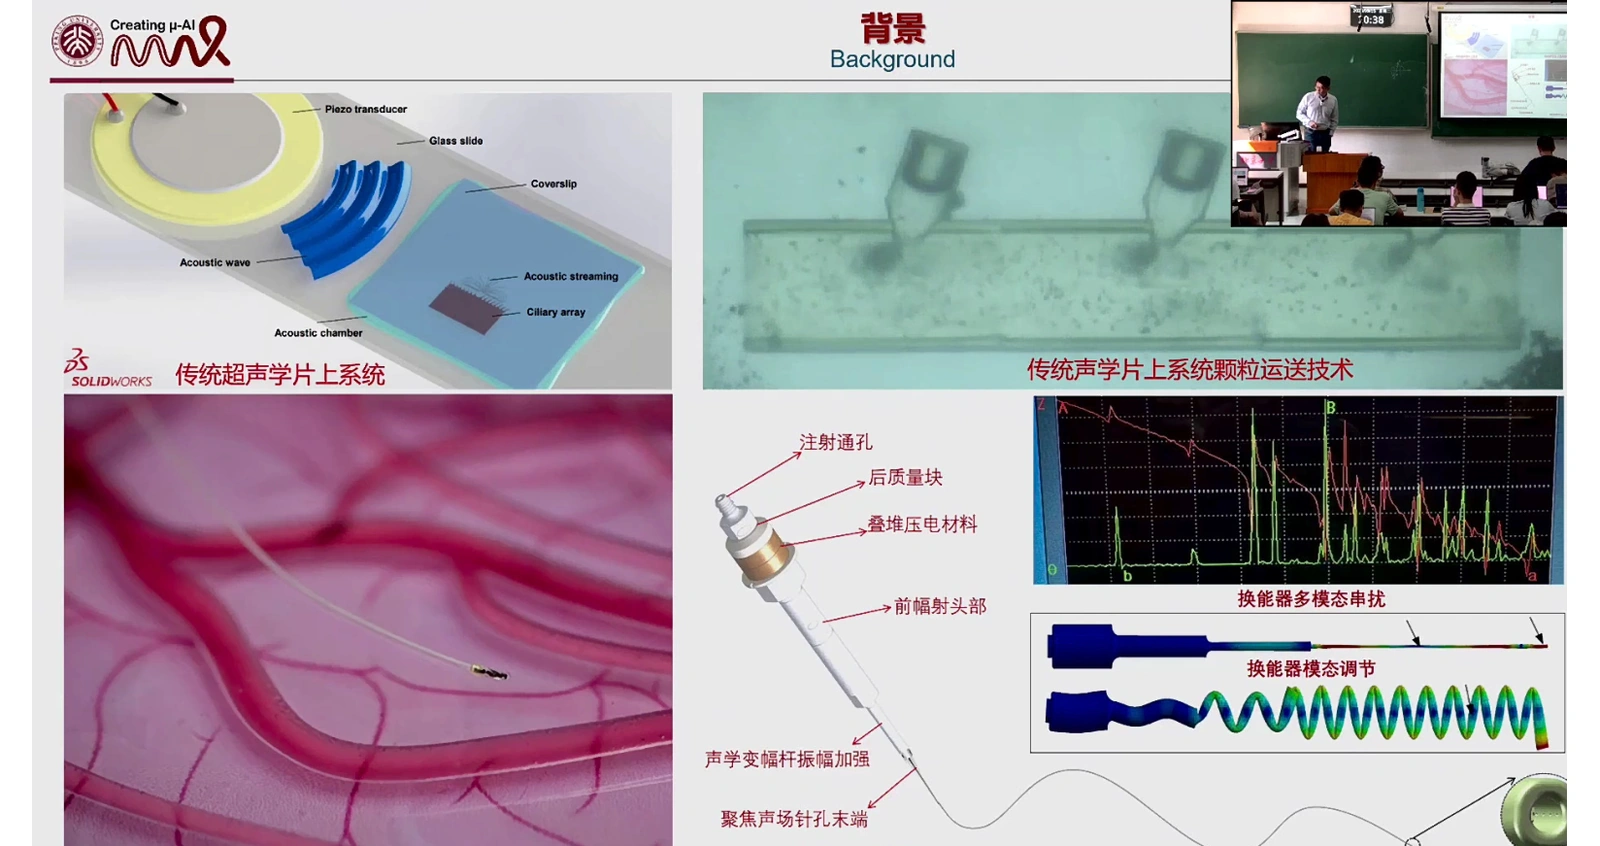 Creating μ-AI
背景
Background
10:38
Piezo transducer
Glass slide
Coverslip
Acoustic wave
Acoustic streaming
Ciliary array
Acoustic chamber
SOLIDWORKS
传统超声学片上系统
传统声学片上系统颗粒运送技术
注射通孔
后质量块
叠堆压电材料
前幅射头部
声学变幅杆振幅加强
聚焦声场针孔末端
Z
A
B
θ
b
a
换能器多模态串扰
换能器模态调节